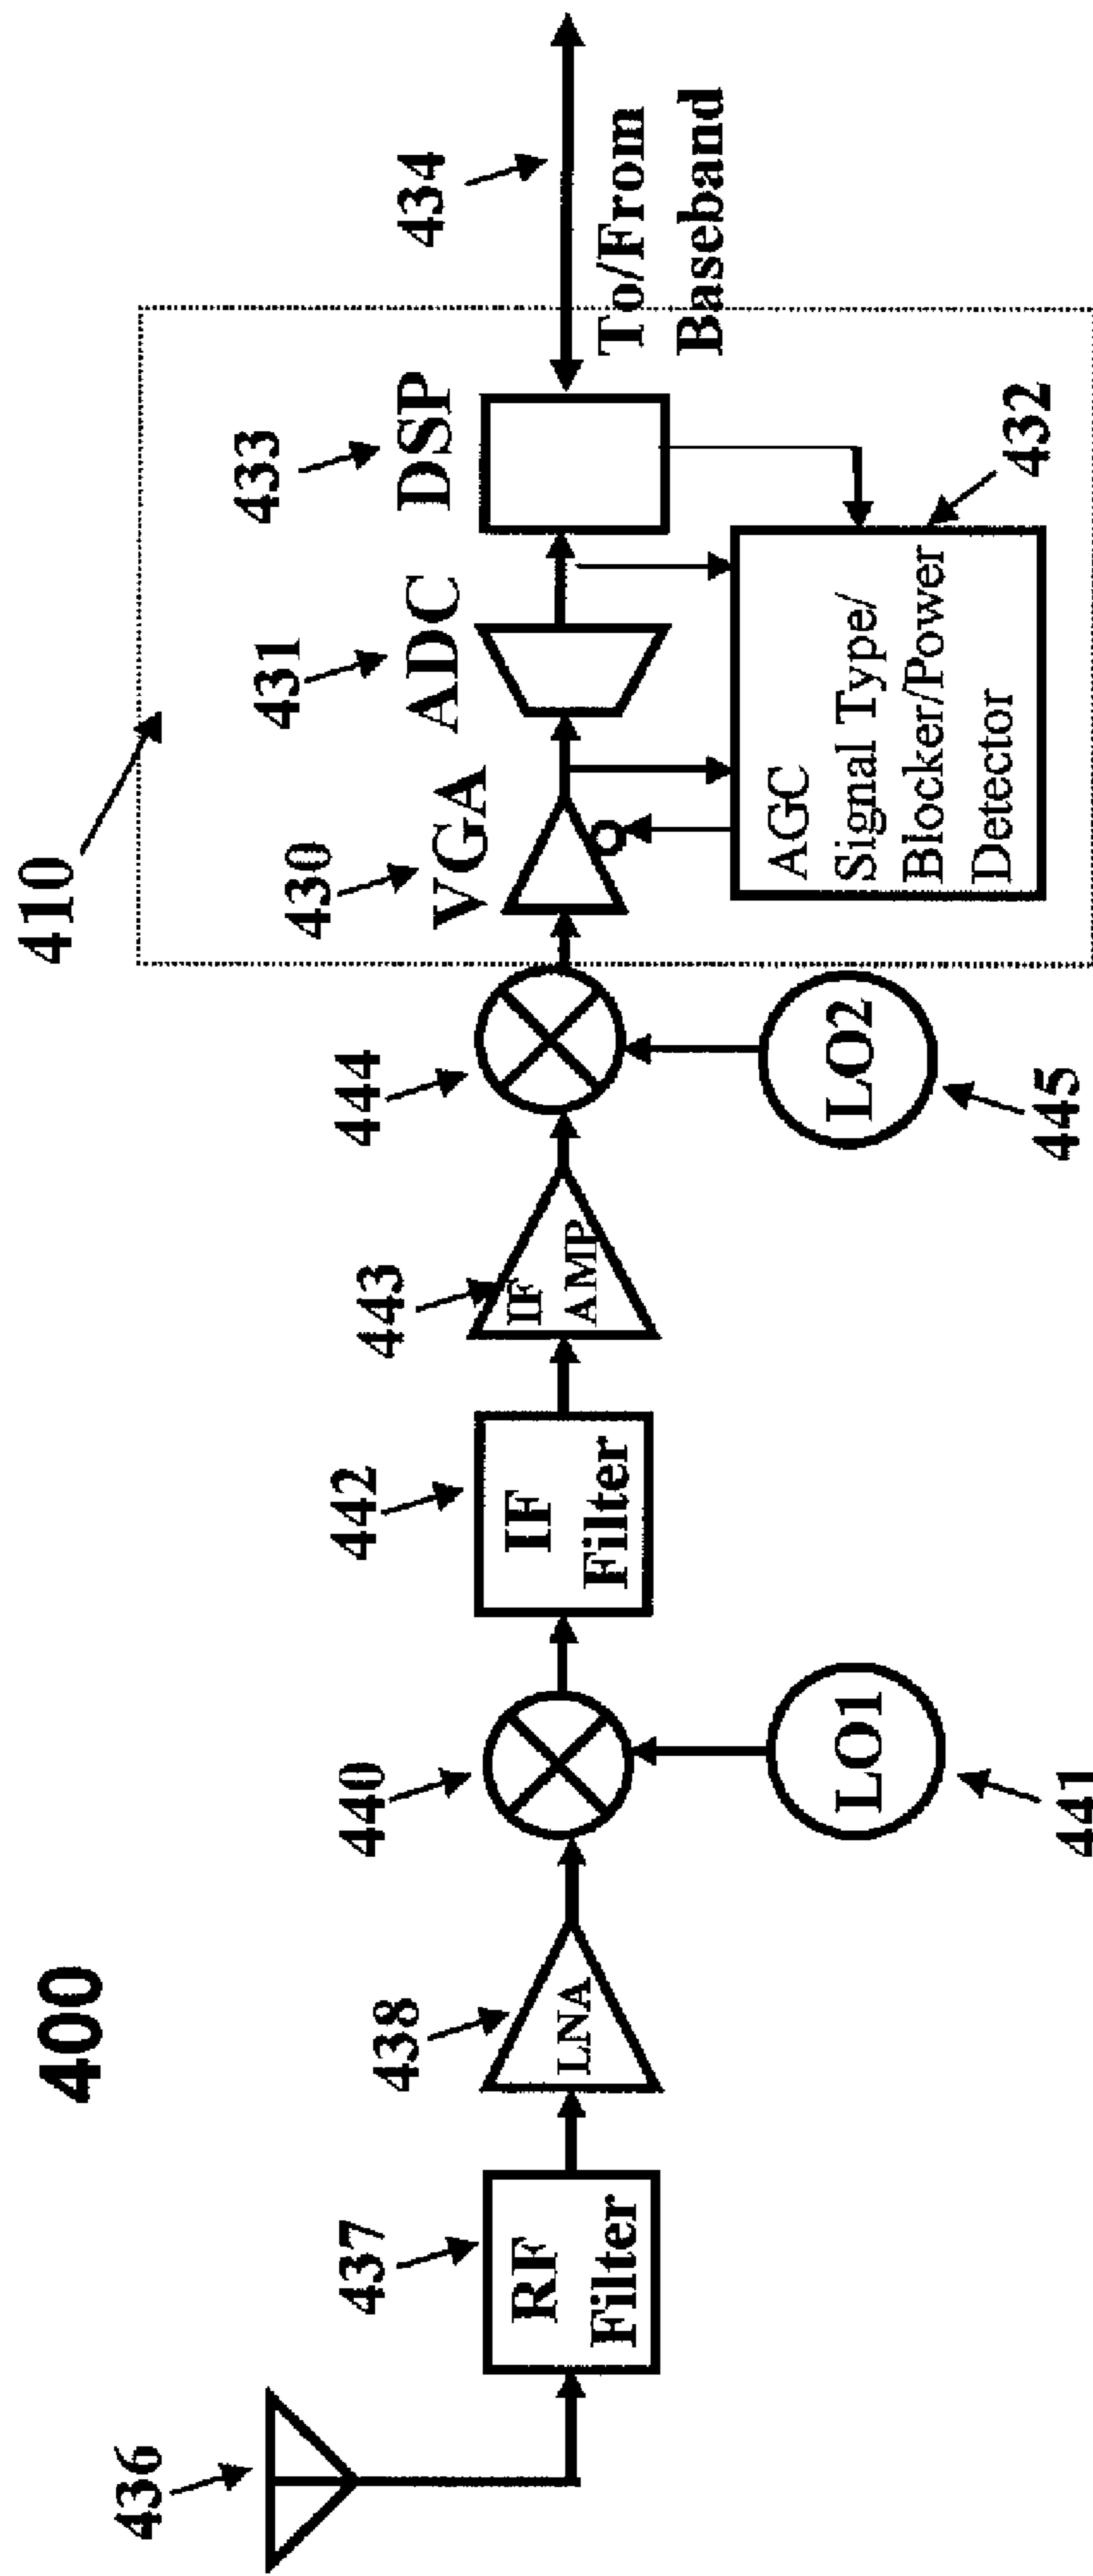 400
410
436
437
RF
Filter
438
LNA
440
LO1
441
442
IF
Filter
443
IF
AMP
444
LO2
445
430
VGA
431
ADC
433
DSP
434
To/From
Baseband
AGC
Signal Type/
Blocker/Power
Detector
432